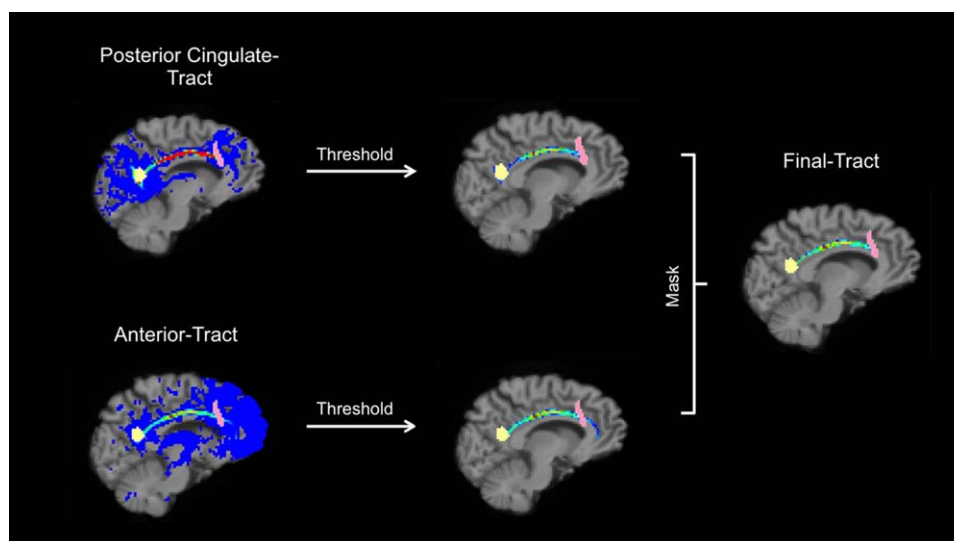 Posterior Cingulate-
Tract
Threshold
Final-Tract
Mask
Anterior-Tract
Threshold